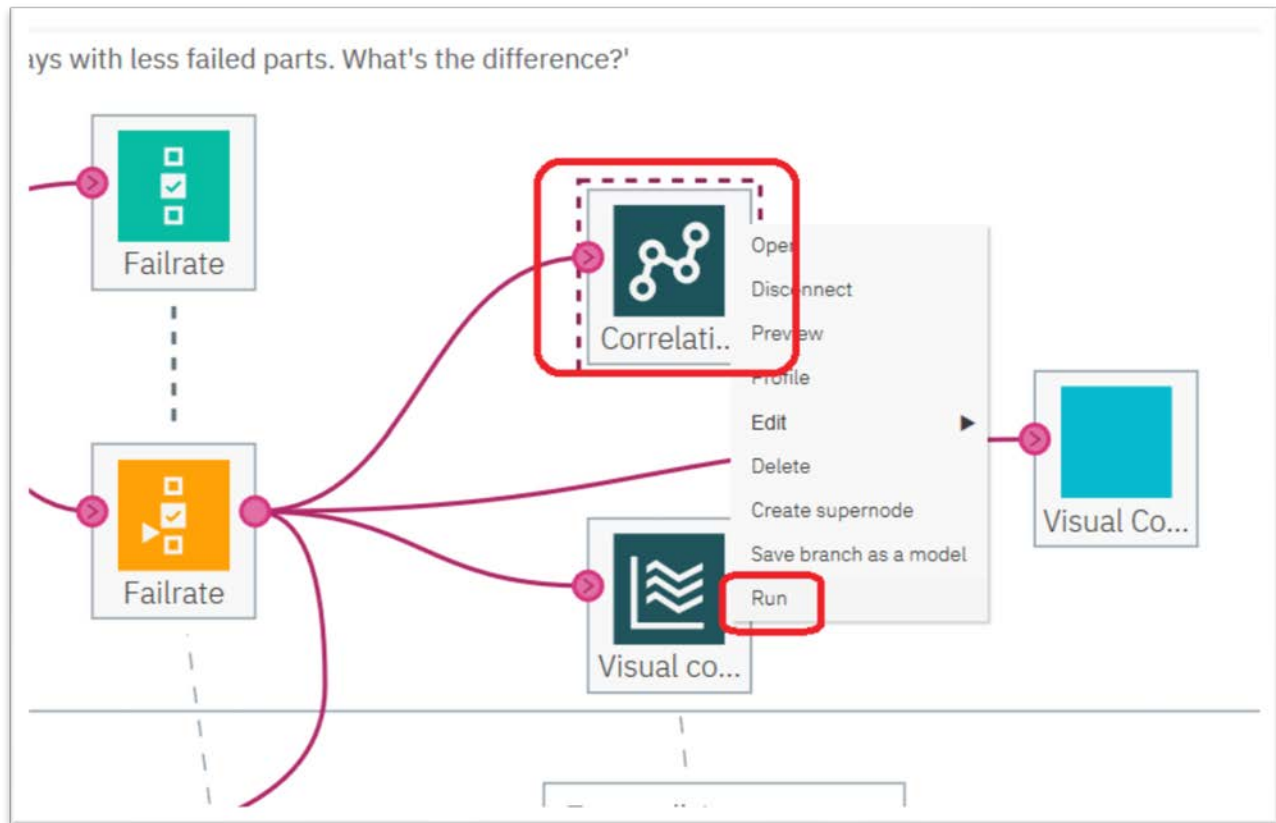 ays with less failed parts. What's the difference?'
Failrate
Correlati..
Open
Disconnect
Preview
Profile
Edit
Delete
Create supernode
Save branch as a model
Run
Failrate
Visual co...
Visual Co...